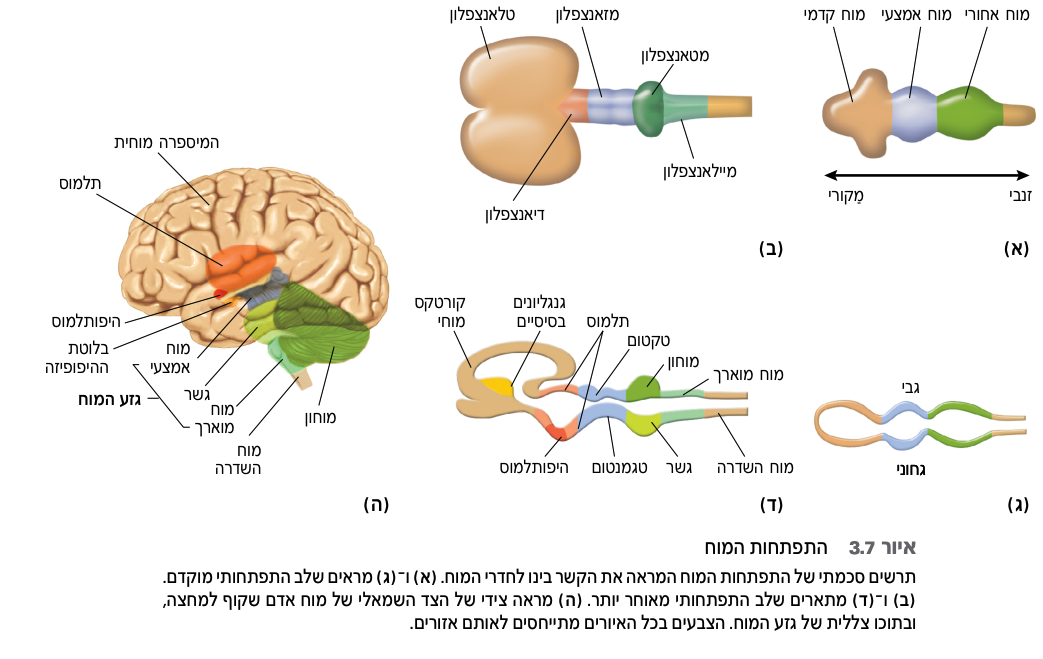 מוח אחורי
מוח אמצעי
מוח קדמי
זנבי
מַקורי
(א)
מזאנצפלון
טלאנצפלון
מטאנצפלון
מיילאנצפלון
דיאנצפלון
(ב)
המיספרה מוחית
תלמוס
היפותלמוס
בלוטת
ההיפופיזה
מוח
אמצעי
גזע המוח
גשר
מוח
מוארך
מוח
השדרה
מוחון
(ה)
קורטקס
מוחי
גנגליונים
בסיסיים
תלמוס
טקטום
מוחון
מוח מוארך
מוח השדרה
גשר
טגמנטום
היפותלמוס
(ד)
גבי
גחוני
(ג)
איור 3.7 התפתחות המוח
תרשים סכמתי של התפתחות המוח המראה את הקשר בינו לחדרי המוח. (א) ו־(ג) מראים שלב התפתחותי מוקדם.
(ב) ו־(ד) מתארים שלב התפתחותי מאוחר יותר. (ה) מראה צידי של הצד השמאלי של מוח אדם שקוף למחצה,
ובתוכו צללית של גזע המוח. הצבעים בכל האיורים מתייחסים לאותם אזורים.